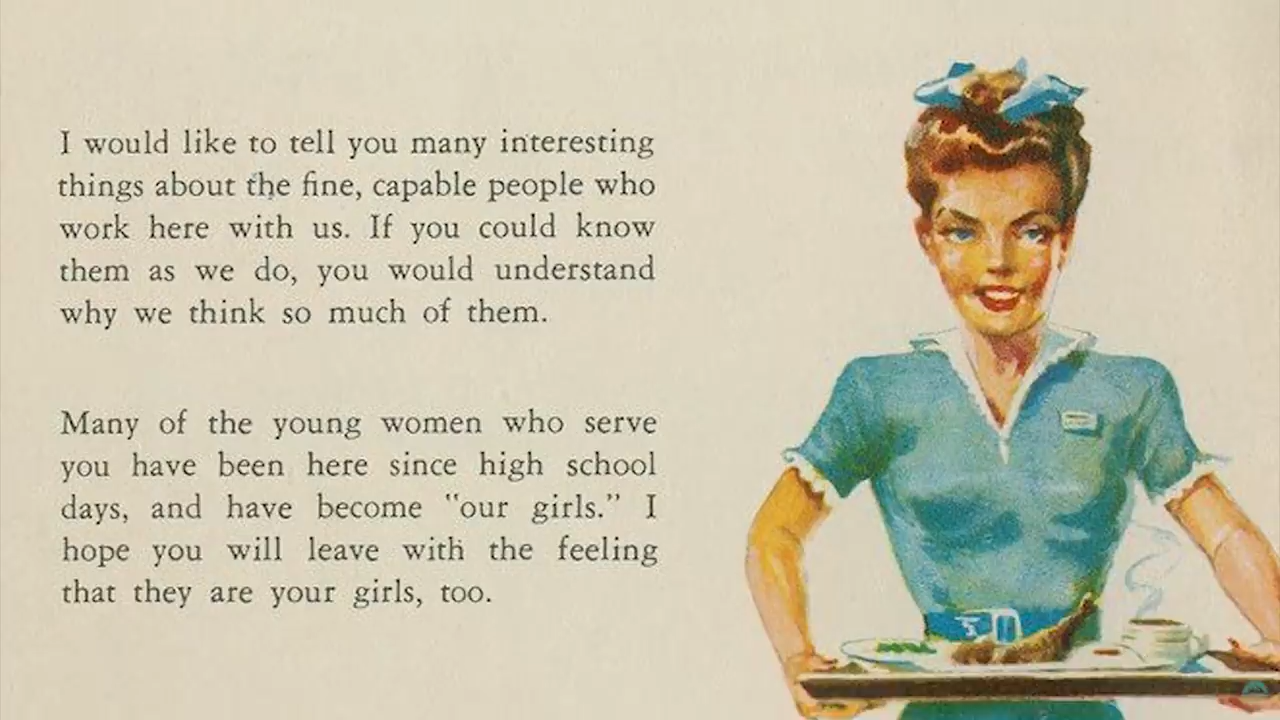 I would like to tell you many interesting
things about the fine, capable people who
work here with us. If you could know
them as we do, you would understand
why we think so much of them.
Many of the young women who serve
you have been here since high school
days, and have become "our girls." I
hope you will leave with the feeling
that they are your girls, too.